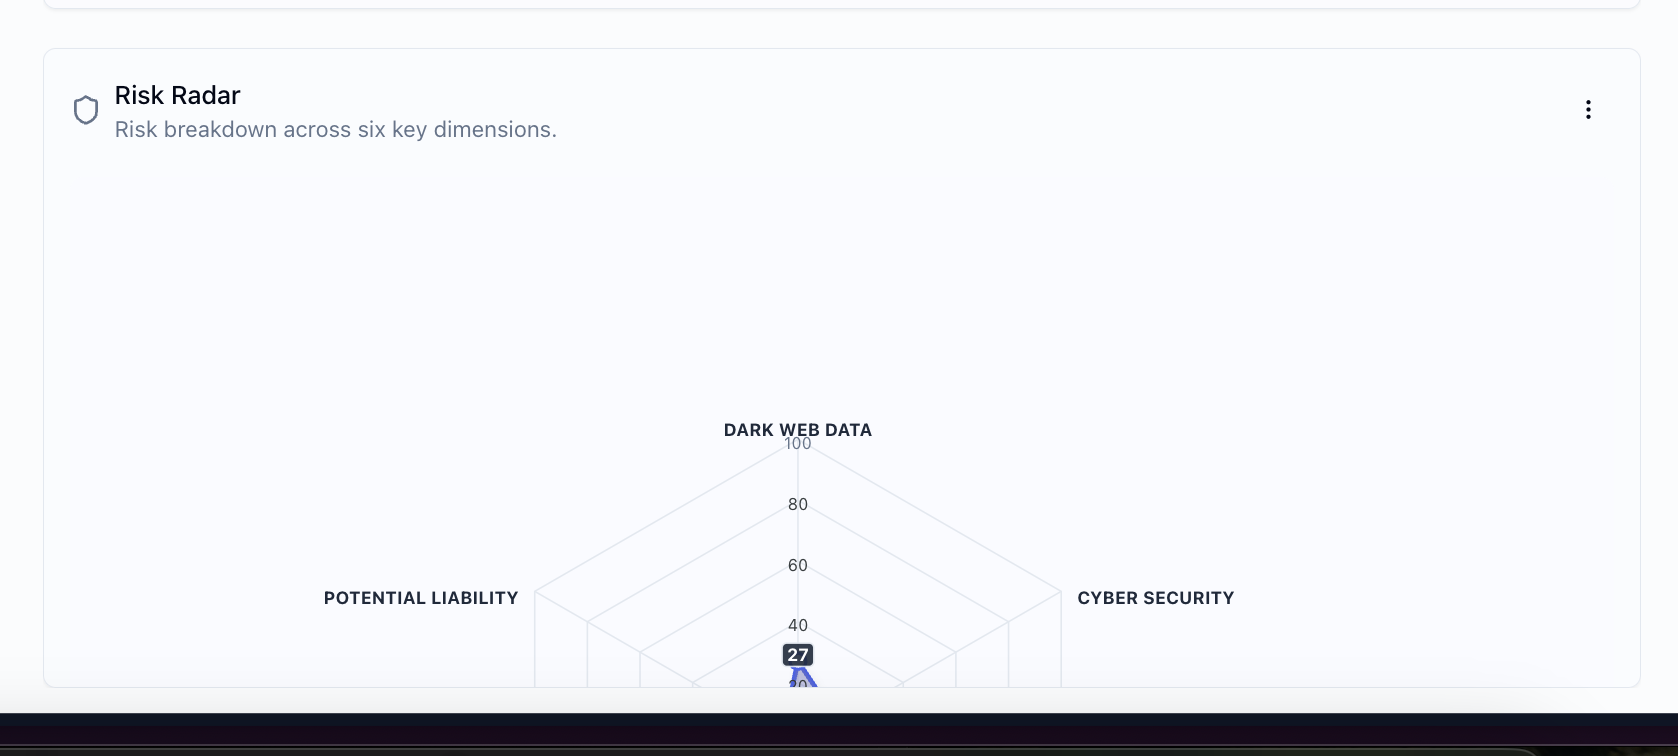 Risk Radar
Risk breakdown across six key dimensions.
DARK WEB DATA
100
80
60
POTENTIAL LIABILITY
CYBER SECURITY
40
27
20